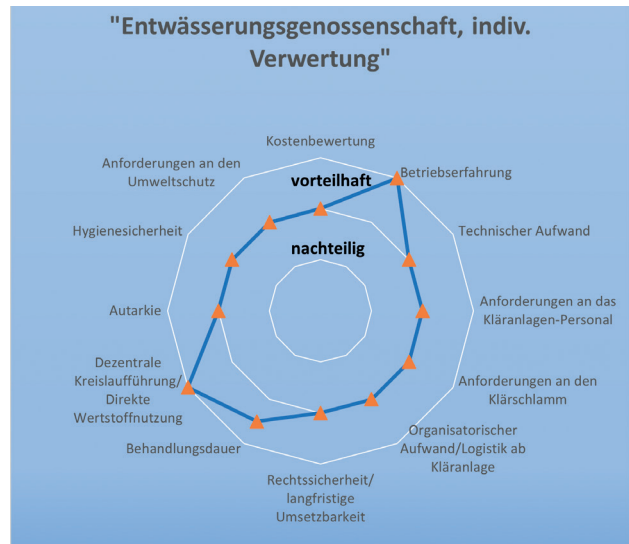 "Entwässerungsgenossenschaft, indiv.
Verwertung"
Kostenbewertung
Betriebserfahrung
Technischer Aufwand
Anforderungen an das
Kläranlagen-Personal
Anforderungen an den
Klärschlamm
Organisatorischer
Aufwand/Logistik ab
Kläranlage
Rechtssicherheit/
langfristige
Umsetzbarkeit
Behandlungsdauer
Dezentrale
Kreislaufführung/
Direkte
Wertstoffnutzung
Autarkie
Hygienesicherheit
Anforderungen an den
Umweltschutz
vorteilhaft
nachteilig